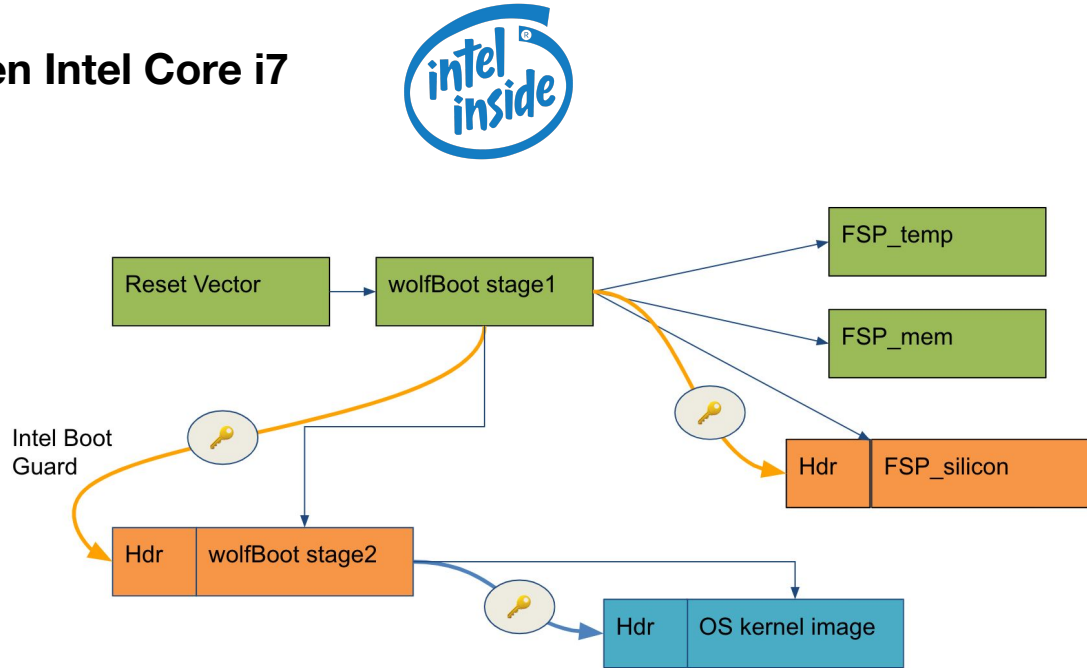 en Intel Core i7
intel
inside
®
FSP_temp
Reset Vector
wolfBoot stage1
FSP_mem
Intel Boot
Guard
Hdr
FSP_silicon
Hdr
wolfBoot stage2
Hdr
OS kernel image